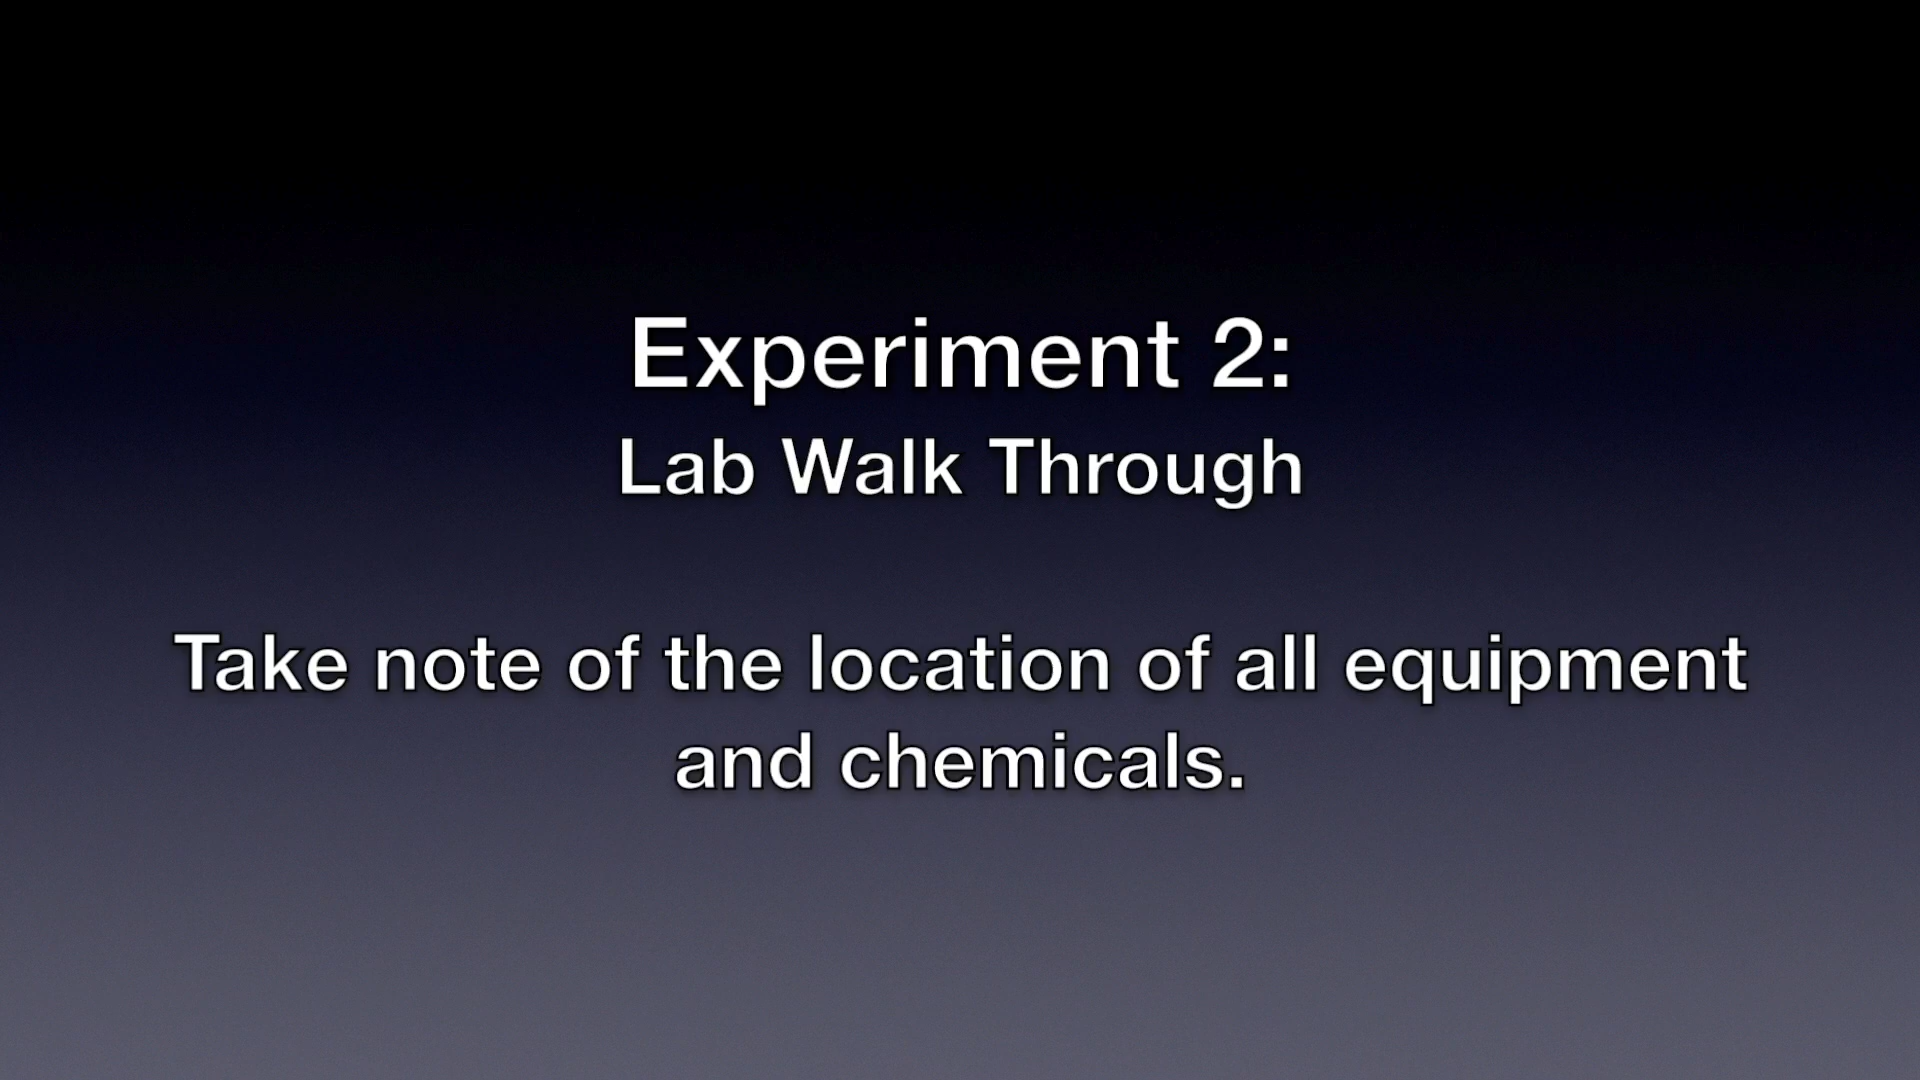 Experiment 2:
Lab Walk Through
Take note of the location of all equipment
and chemicals.